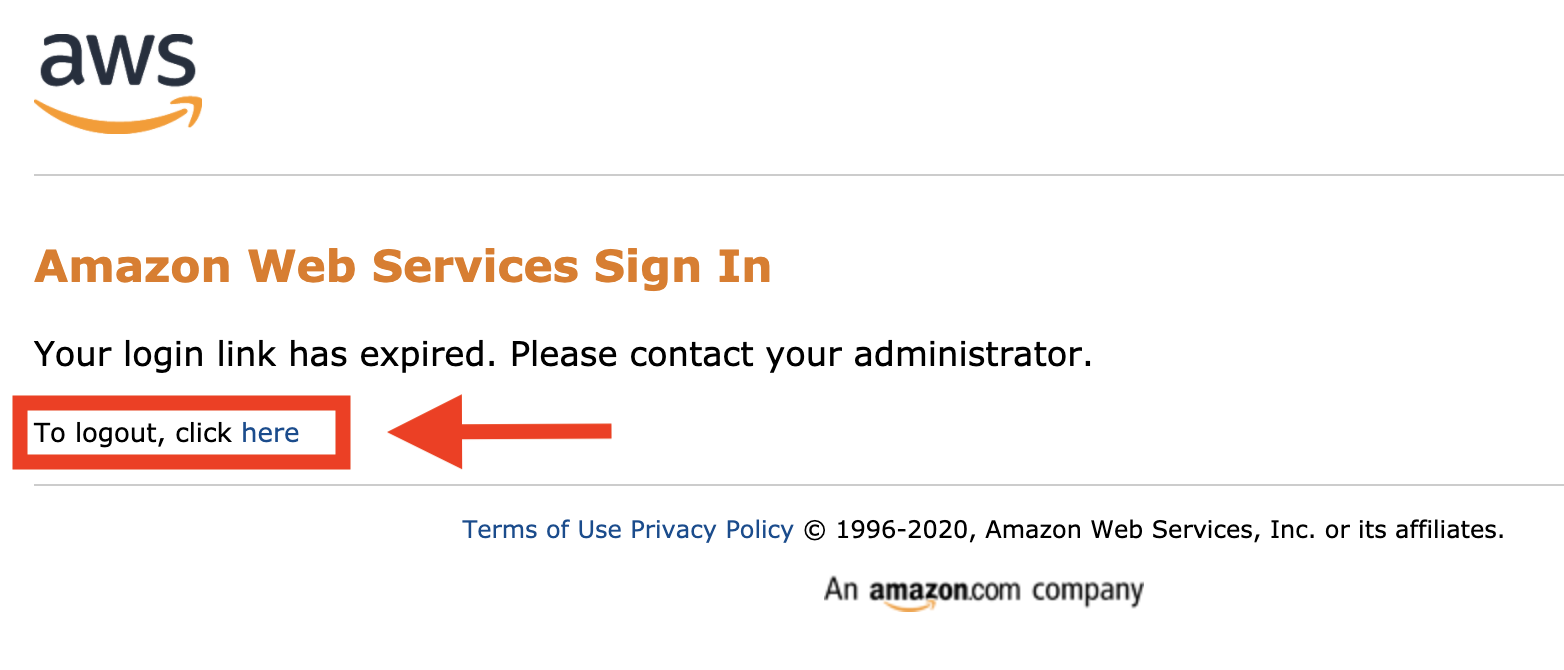 aws
Amazon Web Services Sign In
Your login link has expired. Please contact your administrator.
To logout, click here
Terms of Use Privacy Policy © 1996-2020, Amazon Web Services, Inc. or its affiliates.
An amazon.com company